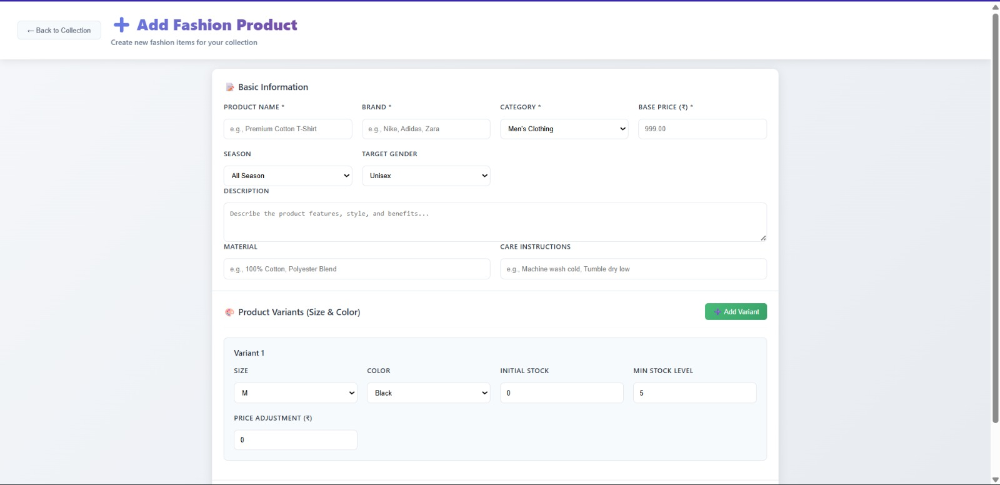 ← Back to Collection
➕ Add Fashion Product
Create new fashion items for your collection
📝 Basic Information
PRODUCT NAME *
BRAND *
CATEGORY *
BASE PRICE (₹) *
e.g., Premium Cotton T-Shirt
e.g., Nike, Adidas, Zara
Men's Clothing
999.00
SEASON
TARGET GENDER
All Season
Unisex
DESCRIPTION
Describe the product features, style, and benefits...
MATERIAL
CARE INSTRUCTIONS
e.g., 100% Cotton, Polyester Blend
e.g., Machine wash cold, Tumble dry low
🎨 Product Variants (Size & Color)
➕ Add Variant
Variant 1
SIZE
COLOR
INITIAL STOCK
MIN STOCK LEVEL
M
Black
0
5
PRICE ADJUSTMENT (₹)
0